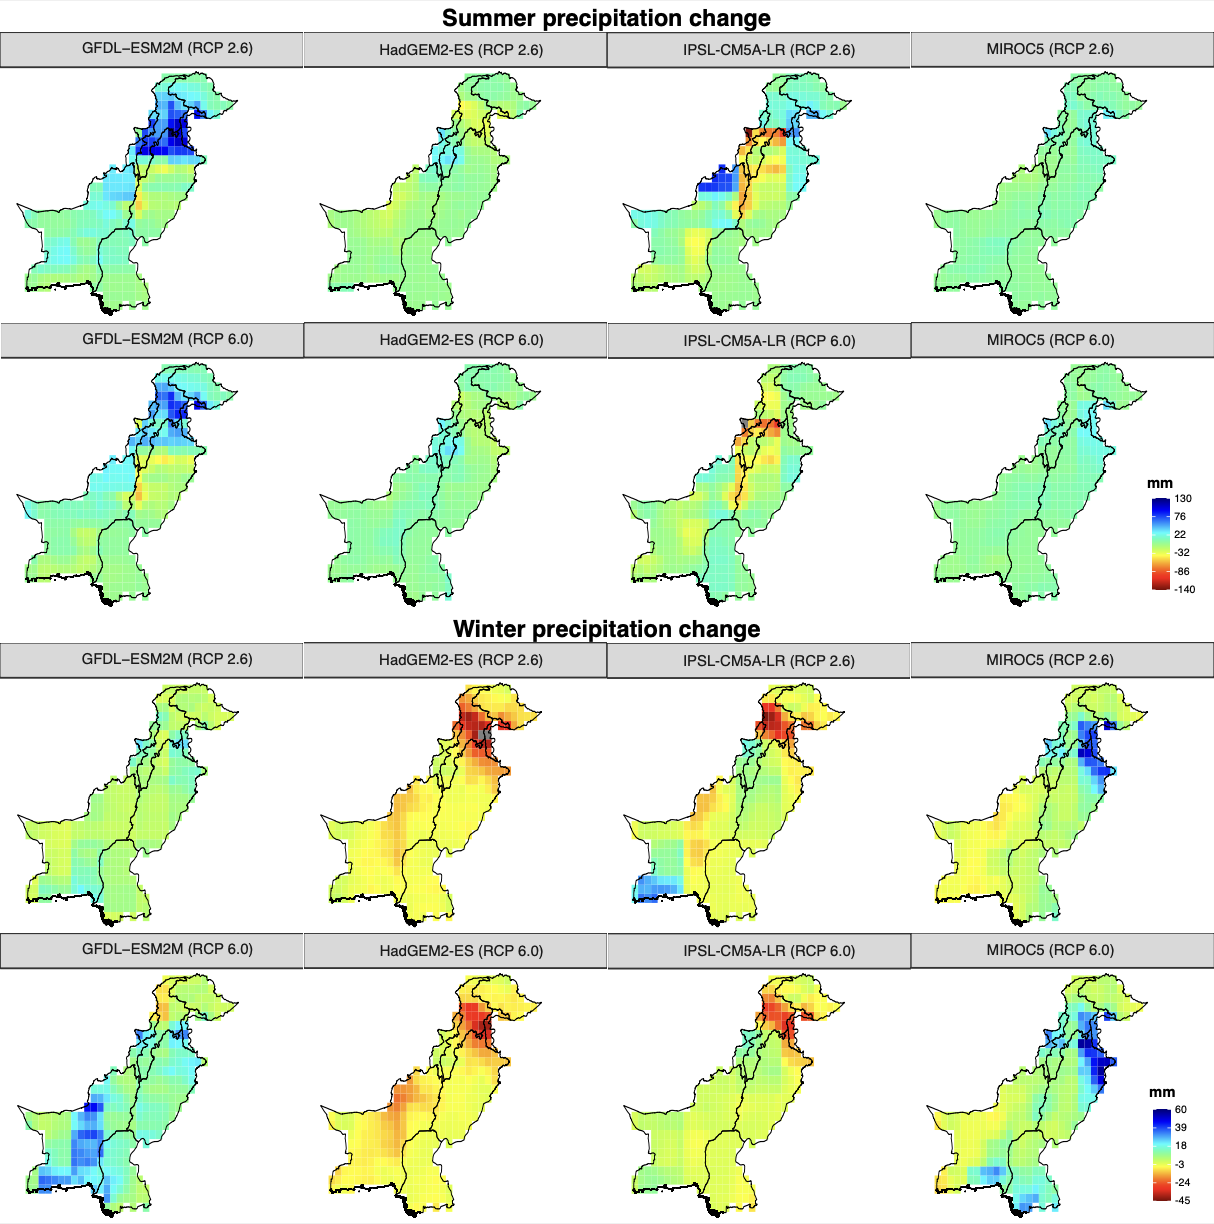 Summer precipitation change
GFDL−ESM2M (RCP 2.6)
HadGEM2-ES (RCP 2.6)
IPSL-CM5A-LR (RCP 2.6)
MIROC5 (RCP 2.6)
GFDL−ESM2M (RCP 6.0)
HadGEM2-ES (RCP 6.0)
IPSL-CM5A-LR (RCP 6.0)
MIROC5 (RCP 6.0)
mm
130
76
22
-32
-86
-140
Winter precipitation change
GFDL−ESM2M (RCP 2.6)
HadGEM2-ES (RCP 2.6)
IPSL-CM5A-LR (RCP 2.6)
MIROC5 (RCP 2.6)
GFDL−ESM2M (RCP 6.0)
HadGEM2-ES (RCP 6.0)
IPSL-CM5A-LR (RCP 6.0)
MIROC5 (RCP 6.0)
mm
60
39
18
-3
-24
-45